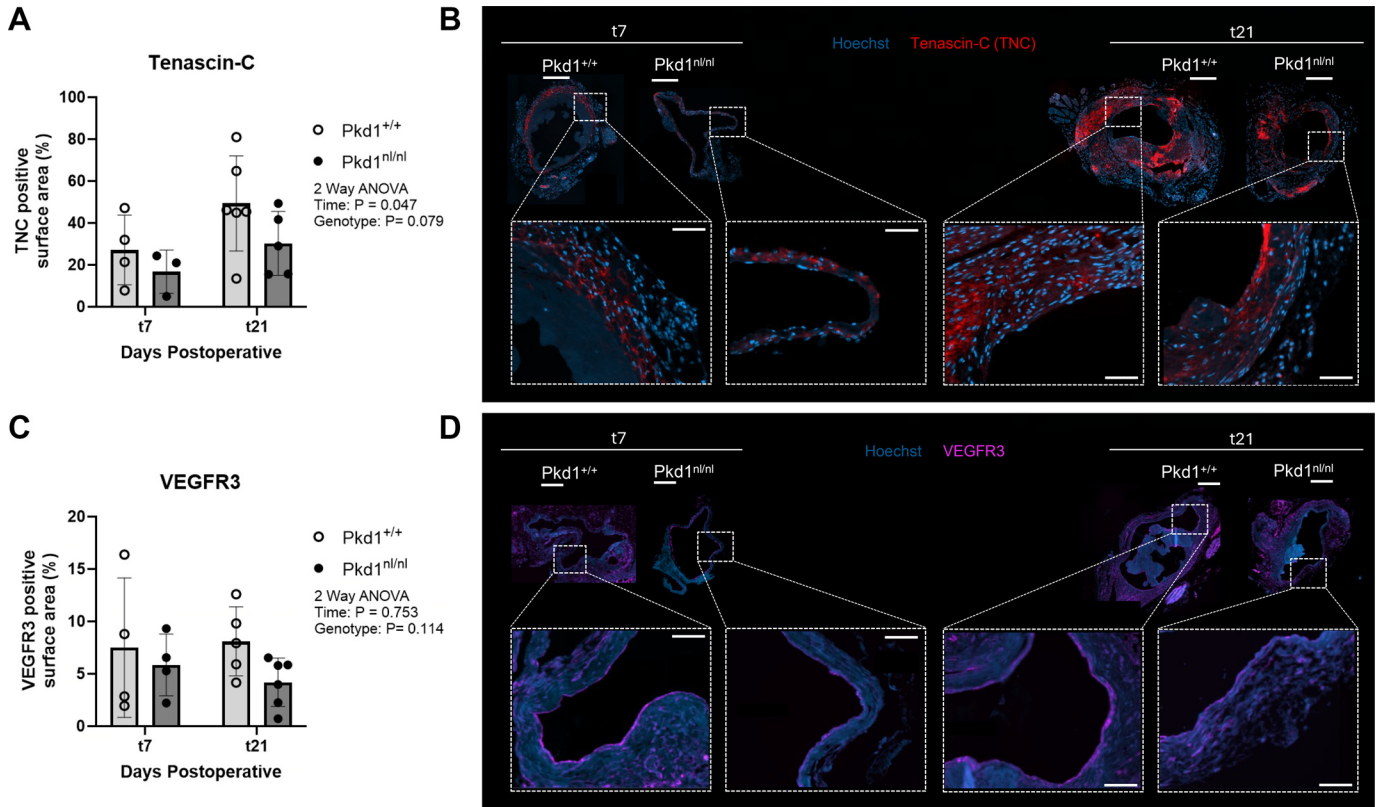 A
Tenascin-C
TNC positive
surface area (%)
100
80
60
40
20
0
t7
t21
Days Postoperative
Pkd1+/+
Pkd1nl/nl
2 Way ANOVA
Time: P = 0.047
Genotype: P= 0.079
B
t7
Hoechst Tenascin-C (TNC)
t21
Pkd1+/+
Pkd1nl/nl
Pkd1+/+
Pkd1nl/nl
C
VEGFR3
VEGFR3 positive
surface area (%)
20
15
10
5
0
t7
t21
Days Postoperative
Pkd1+/+
Pkd1nl/nl
2 Way ANOVA
Time: P = 0.753
Genotype: P= 0.114
D
t7
Hoechst VEGFR3
t21
Pkd1+/+
Pkd1nl/nl
Pkd1+/+
Pkd1nl/nl